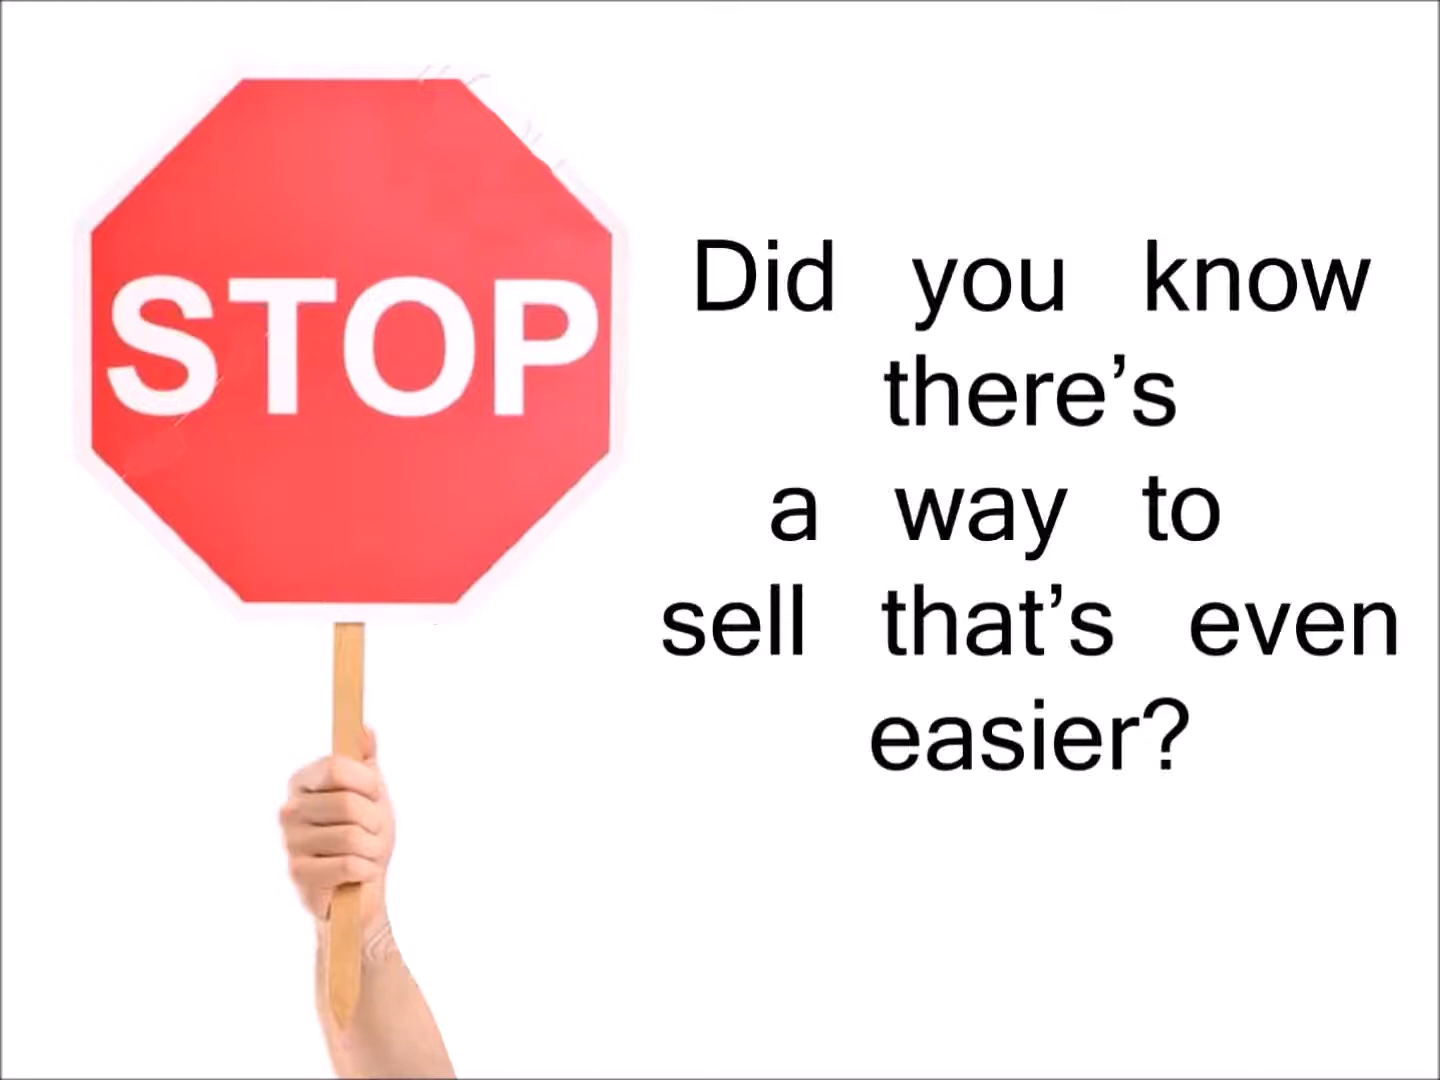 STOP
Did you know
there’s
a way to
sell that’s even
easier?